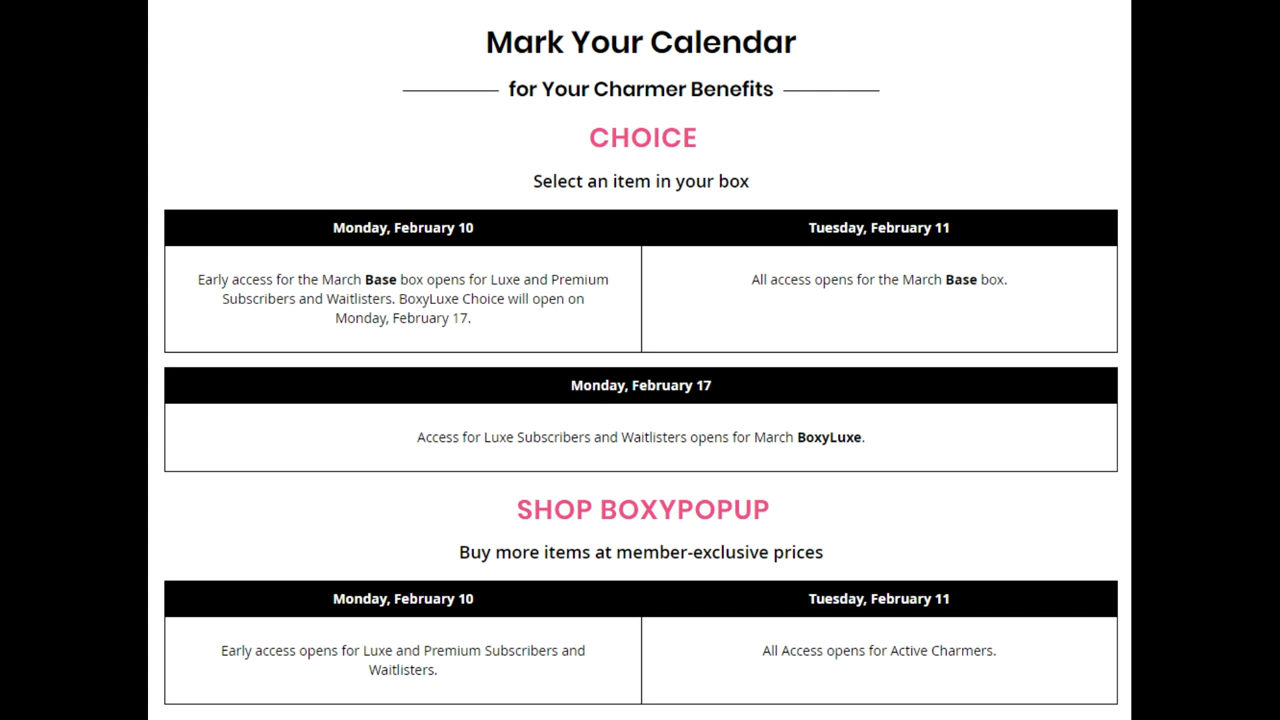 Mark Your Calendar
for Your Charmer Benefits
CHOICE
Select an item in your box
Monday, February 10
Tuesday, February 11
Early access for the March Base box opens for Luxe and Premium
Subscribers and Waitlisters. BoxyLuxe Choice will open on
Monday, February 17.
All access opens for the March Base box.
Monday, February 17
Access for Luxe Subscribers and Waitlisters opens for March BoxyLuxe.
SHOP BOXYPOPUP
Buy more items at member-exclusive prices
Monday, February 10
Tuesday, February 11
Early access opens for Luxe and Premium Subscribers and
Waitlisters.
All Access opens for Active Charmers.